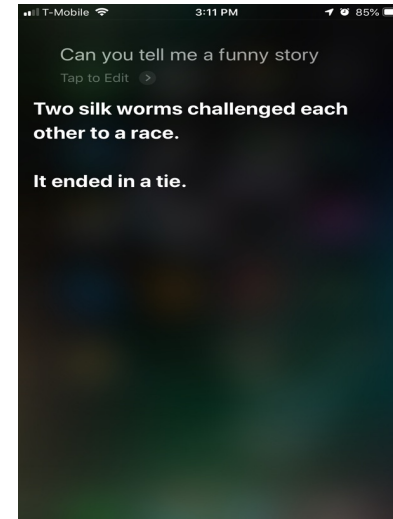 T-Mobile 3:11 PM 85%
Can you tell me a funny story
Tap to Edit
Two silk worms challenged each
other to a race.
It ended in a tie.